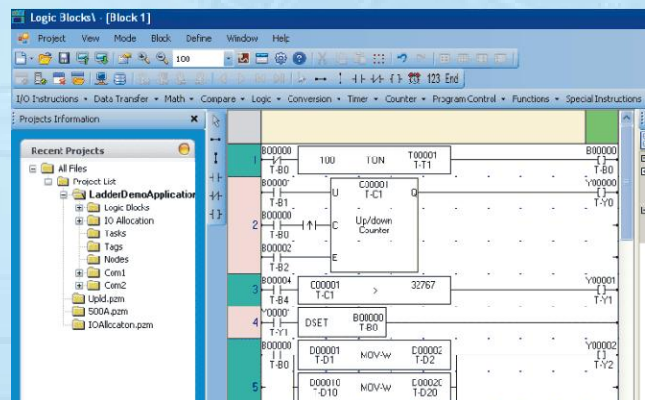 Logic Blocks\ - [Block 1]
Project View Mode Block Define Window Help
100
123 End
I/O Instructions Data Transfer Math Compare Logic Conversion Timer Counter Program Control Functions Special Instructions
Projects Information
Recent Projects
All Files
Project List
LadderDemoApplication
Logic Blocks
IO Allocation
Tasks
Tags
Nodes
Com1
Com2
Upld.pzm
500A.pzm
IOAllocaton.pzm
1 B00000 T-B0 100 TON T00001 T-T1 B00000 T-B0
T-B1 U C00001 T-C1 Q Y00000 T-Y0
2 B00000 T-B0 C Up/down Counter
B00002 T-B2 E
3 B00004 T-B4 C00001 T-C1 > 32767 Y00001 T-Y1
4 T-Y1 DSET B00000 T-B0
B00000 T-B0 D00001 T-D1 MOV-W D00002 T-D2 Y00002 T-Y2
5 D00010 T-D10 MOV-W D00020 T-D20